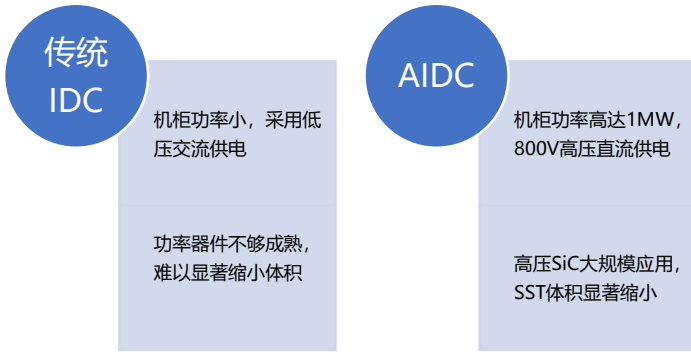 传统
IDC
机柜功率小，采用低
压交流供电
功率器件不够成熟，
难以显著缩小体积
AIDC
机柜功率高达1MW，
800V高压直流供电
高压SiC大规模应用，
SST体积显著缩小